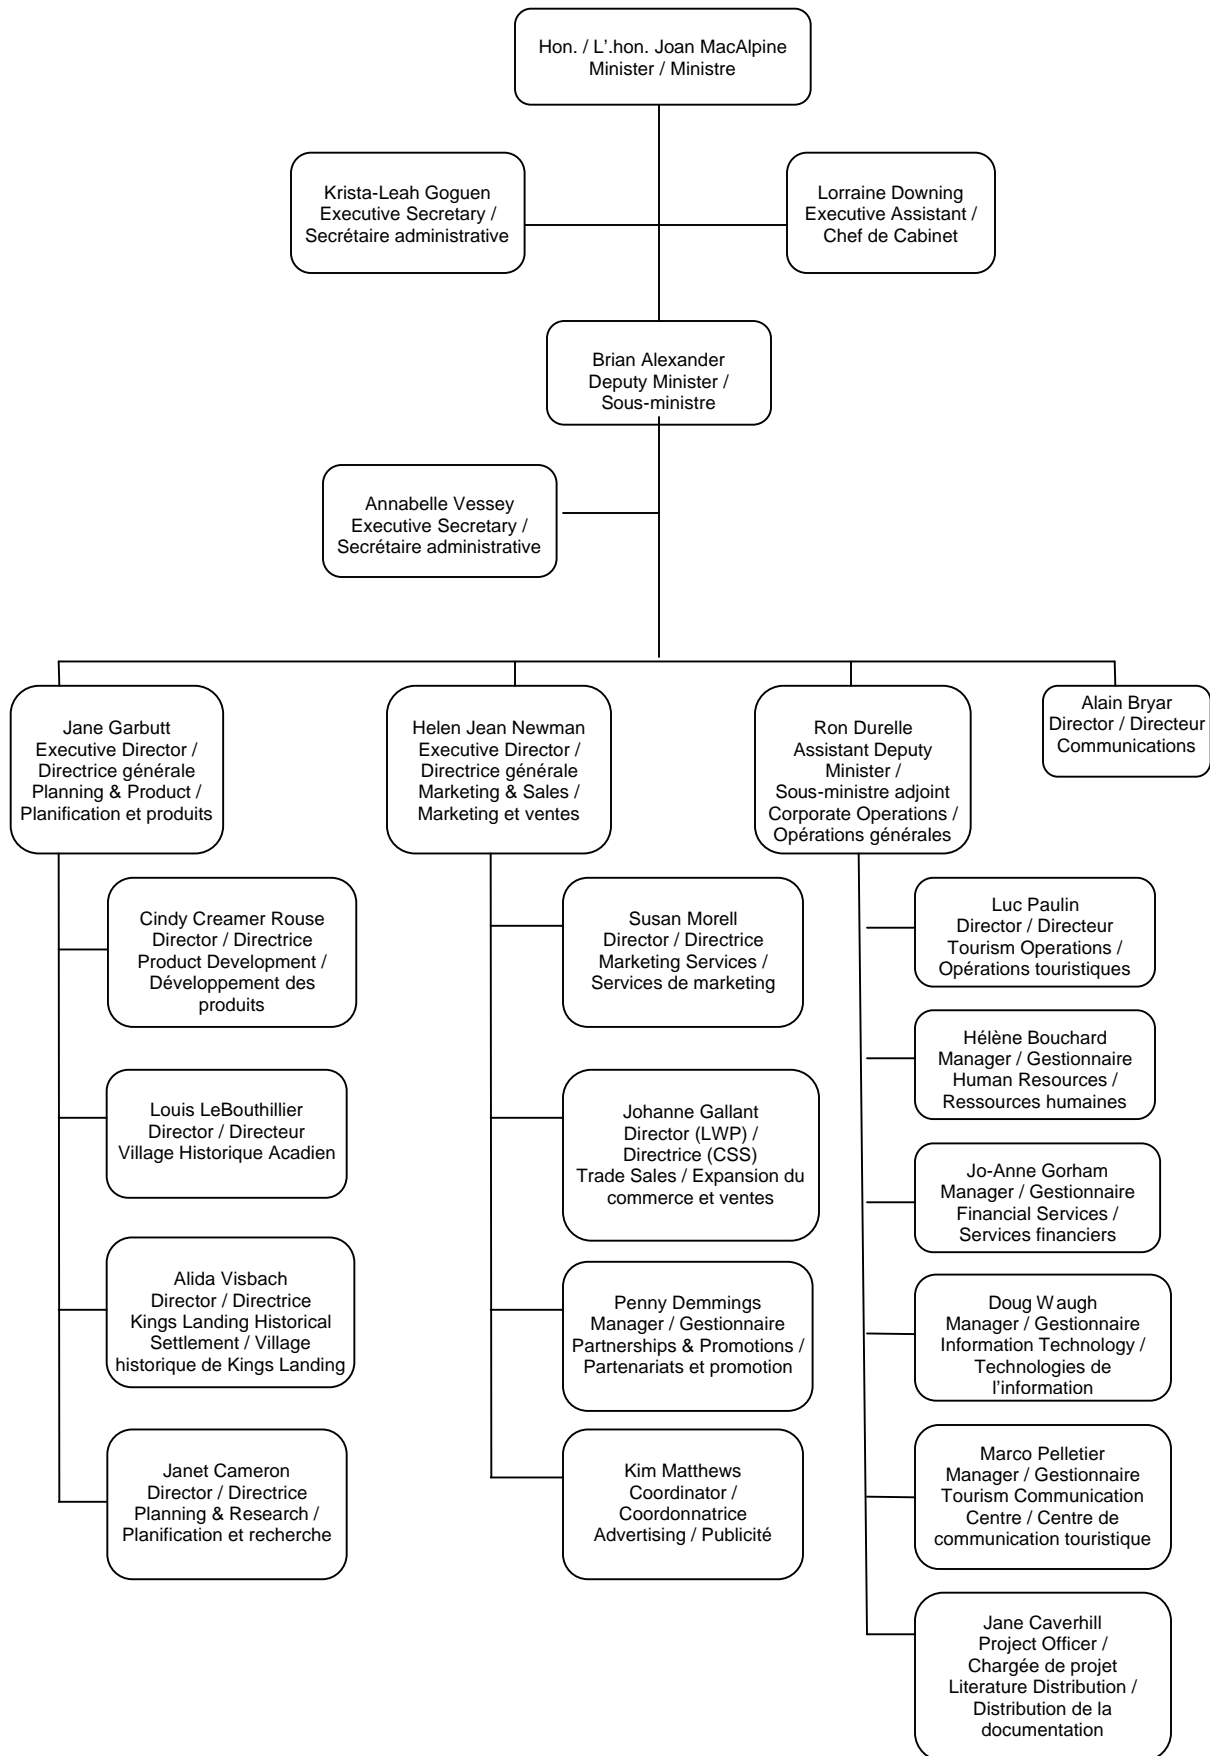 Hon. / L'.hon. Joan MacAlpine
Minister / Ministre
Krista-Leah Goguen
Executive Secretary /
Secrétaire administrative
Lorraine Downing
Executive Assistant /
Chef de Cabinet
Brian Alexander
Deputy Minister /
Sous-ministre
Annabelle Vessey
Executive Secretary /
Secrétaire administrative
Jane Garbutt
Executive Director /
Directrice générale
Planning & Product /
Planification et produits
Helen Jean Newman
Executive Director /
Directrice générale
Marketing & Sales /
Marketing et ventes
Ron Durelle
Assistant Deputy
Minister /
Sous-ministre adjoint
Corporate Operations /
Opérations générales
Alain Bryar
Director / Directeur
Communications
Cindy Creamer Rouse
Director / Directrice
Product Development /
Développement des
produits
Louis LeBouthillier
Director / Directeur
Village Historique Acadien
Alida Visbach
Director / Directrice
Kings Landing Historical
Settlement / Village
historique de Kings Landing
Janet Cameron
Director / Directrice
Planning & Research /
Planification et recherche
Susan Morell
Director / Directrice
Marketing Services /
Services de marketing
Johanne Gallant
Director (LWP) /
Directrice (CSS)
Trade Sales / Expansion du
commerce et ventes
Penny Demmings
Manager / Gestionnaire
Partnerships & Promotions /
Partenariats et promotion
Kim Matthews
Coordinator /
Coordonnatrice
Advertising / Publicité
Luc Paulin
Director / Directeur
Tourism Operations /
Opérations touristiques
Hélène Bouchard
Manager / Gestionnaire
Human Resources /
Ressources humaines
Jo-Anne Gorham
Manager / Gestionnaire
Financial Services /
Services financiers
Doug Waugh
Manager / Gestionnaire
Information Technology /
Technologies de
l'information
Marco Pelletier
Manager / Gestionnaire
Tourism Communication
Centre / Centre de
communication touristique
Jane Caverhill
Project Officer /
Chargée de projet
Literature Distribution /
Distribution de la
documentation